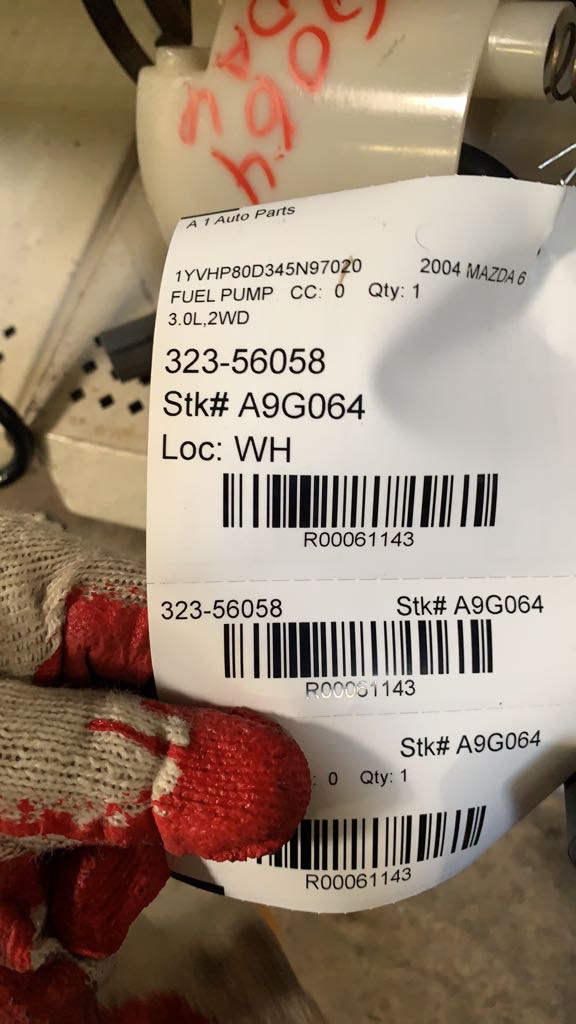 A 1 Auto Parts
1YVHP80D345N97020 2004 MAZDA 6
FUEL PUMP CC: 0 Qty: 1
3.0L,2WD
323-56058
Stk# A9G064
Loc: WH
R00061143
323-56058 Stk# A9G064
R00061143
Stk# A9G064
: 0 Qty: 1
R00061143